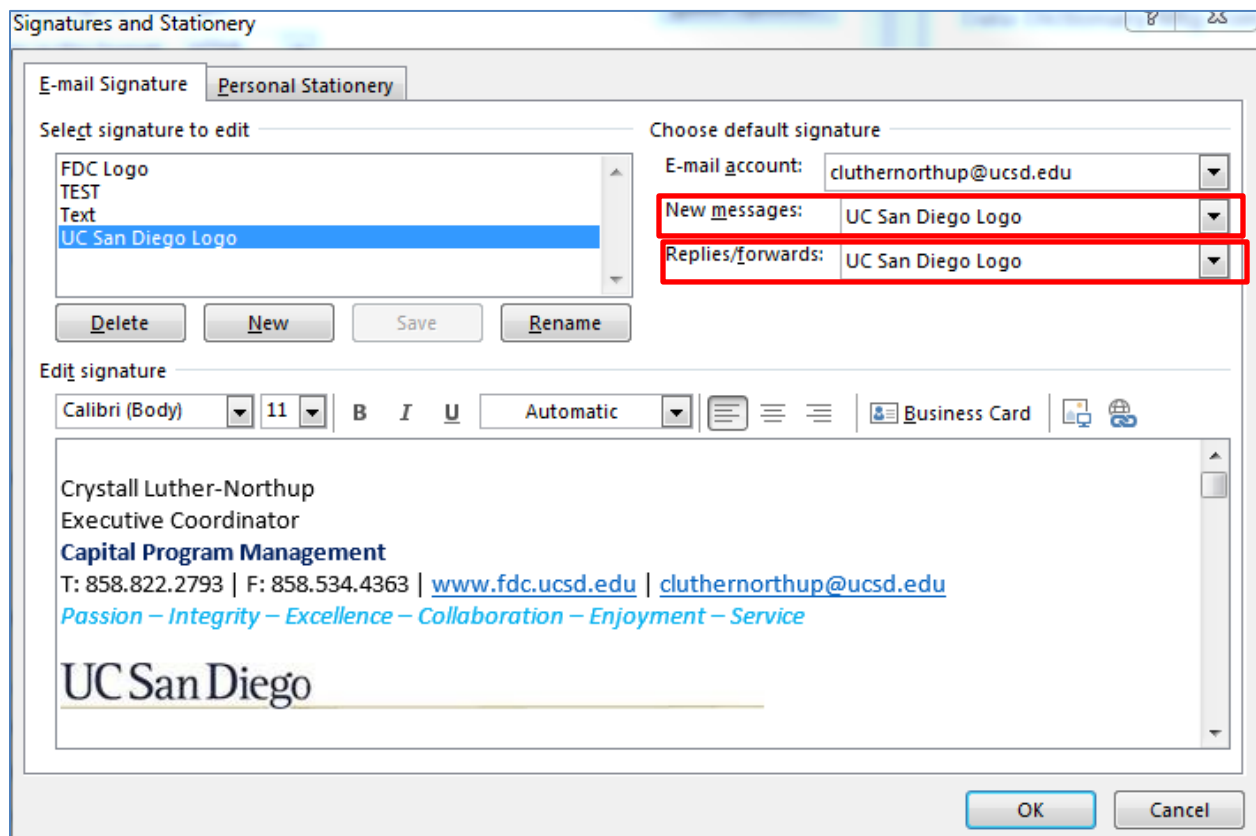 Signatures and Stationery
E-mail Signature
Personal Stationery
Select signature to edit
FDC Logo
TEST
Text
UC San Diego Logo
Delete
New
Save
Rename
Choose default signature
E-mail account: cluthernorthup@ucsd.edu
New messages: UC San Diego Logo
Replies/forwards: UC San Diego Logo
Edit signature
Calibri (Body) 11 B I U Automatic Business Card
Crystall Luther-Northup
Executive Coordinator
Capital Program Management
T: 858.822.2793 | F: 858.534.4363 | www.fdc.ucsd.edu | cluthernorthup@ucsd.edu
Passion – Integrity – Excellence – Collaboration – Enjoyment – Service
UC San Diego
OK
Cancel